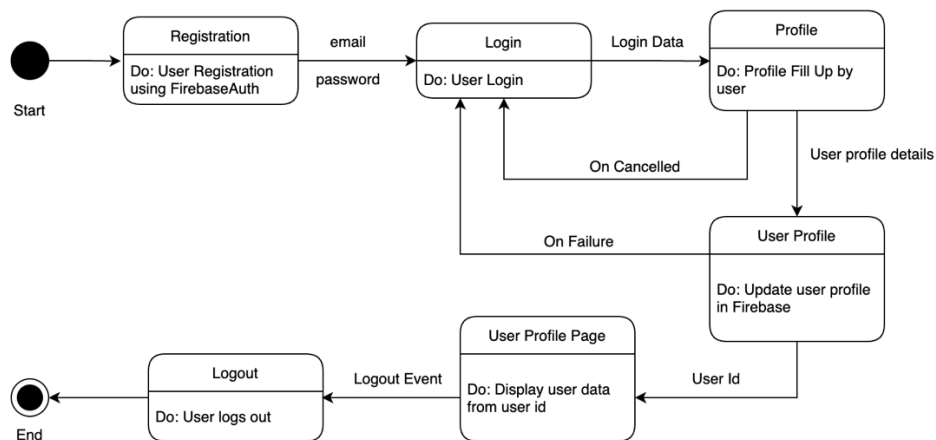 Start
Registration
Do: User Registration
using FirebaseAuth
email
password
Login
Do: User Login
Login Data
Profile
Do: Profile Fill Up by
user
On Cancelled
User profile details
On Failure
User Profile
Do: Update user profile
in Firebase
User Id
User Profile Page
Do: Display user data
from user id
Logout Event
Logout
Do: User logs out
End